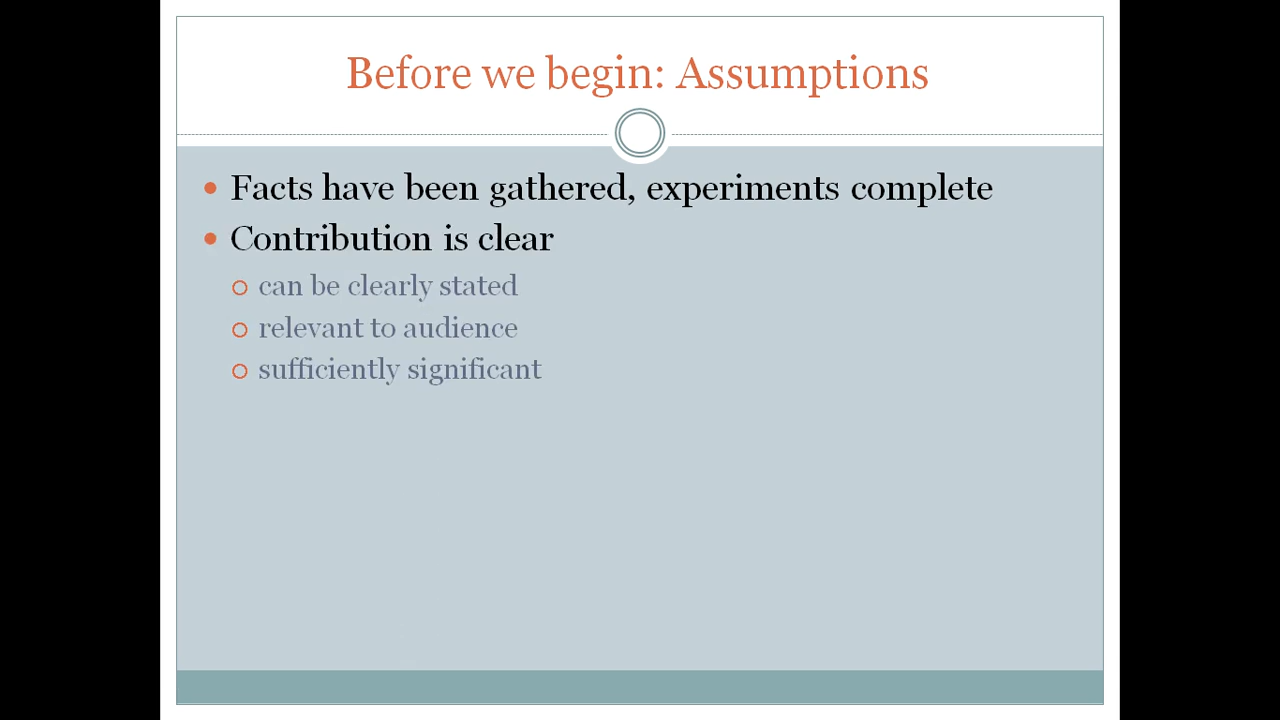 Before we begin: Assumptions
Facts have been gathered, experiments complete
Contribution is clear
can be clearly stated
relevant to audience
sufficiently significant